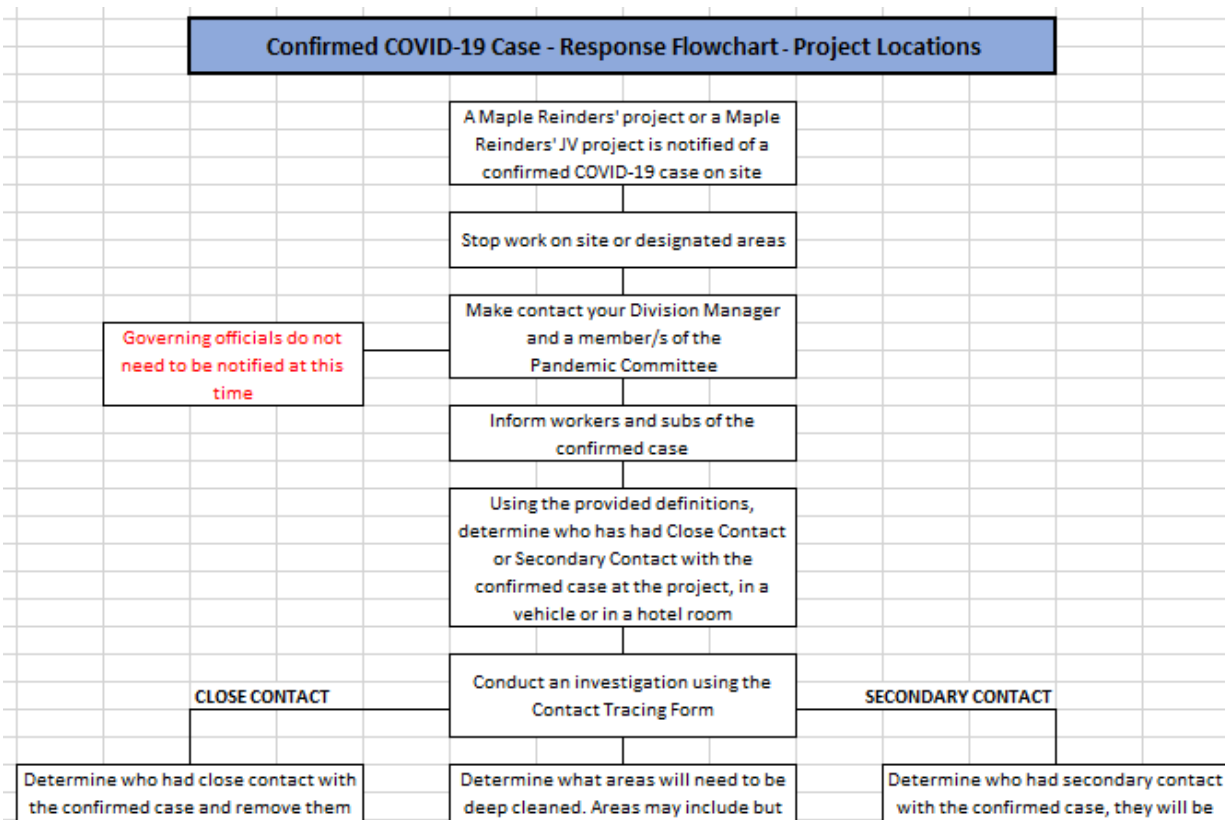 Confirmed COVID-19 Case - Response Flowchart - Project Locations
A Maple Reinders' project or a Maple
Reinders' JV project is notified of a
confirmed COVID-19 case on site
Stop work on site or designated areas
Make contact your Division Manager
and a member/s of the
Pandemic Committee
Governing officials do not
need to be notified at this
time
Inform workers and subs of the
confirmed case
Using the provided definitions,
determine who has had Close Contact
or Secondary Contact with the
confirmed case at the project, in a
vehicle or in a hotel room
Conduct an investigation using the
Contact Tracing Form
CLOSE CONTACT
SECONDARY CONTACT
Determine who had close contact with
the confirmed case and remove them
Determine what areas will need to be
deep cleaned. Areas may include but
Determine who had secondary contact
with the confirmed case, they will be